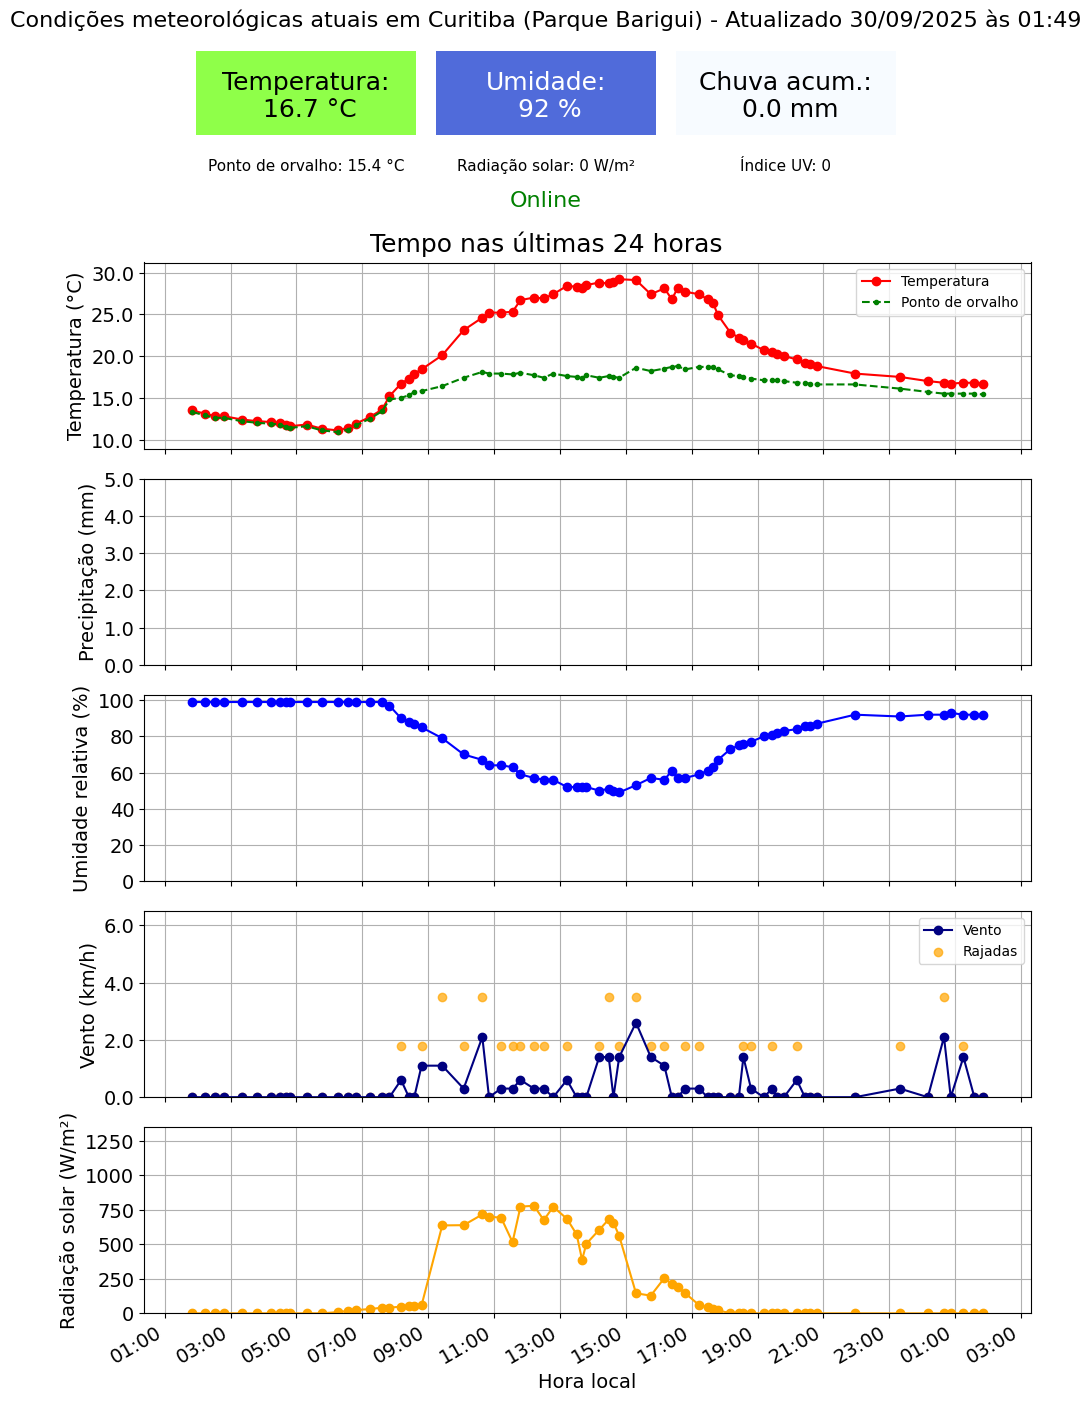 Condições meteorológicas atuais em Curitiba (Parque Barigui) - Atualizado 30/09/2025 às 01:49
Temperatura:
16.7 °C
Umidade:
92 %
Chuva acum.:
0.0 mm
Ponto de orvalho: 15.4 °C
Radiação solar: 0 W/m²
Índice UV: 0
Online
Tempo nas últimas 24 horas
Temperatura (°C)
30.0
25.0
20.0
15.0
10.0
Temperatura
Ponto de orvalho
Precipitação (mm)
5.0
4.0
3.0
2.0
1.0
0.0
Umidade relativa (%)
100
80
60
40
20
0
Vento (km/h)
6.0
4.0
2.0
0.0
Vento
Rajadas
Radiação solar (W/m²)
1250
1000
750
500
250
0
01:00
03:00
05:00
07:00
09:00
11:00
13:00
15:00
17:00
19:00
21:00
23:00
01:00
03:00
Hora local